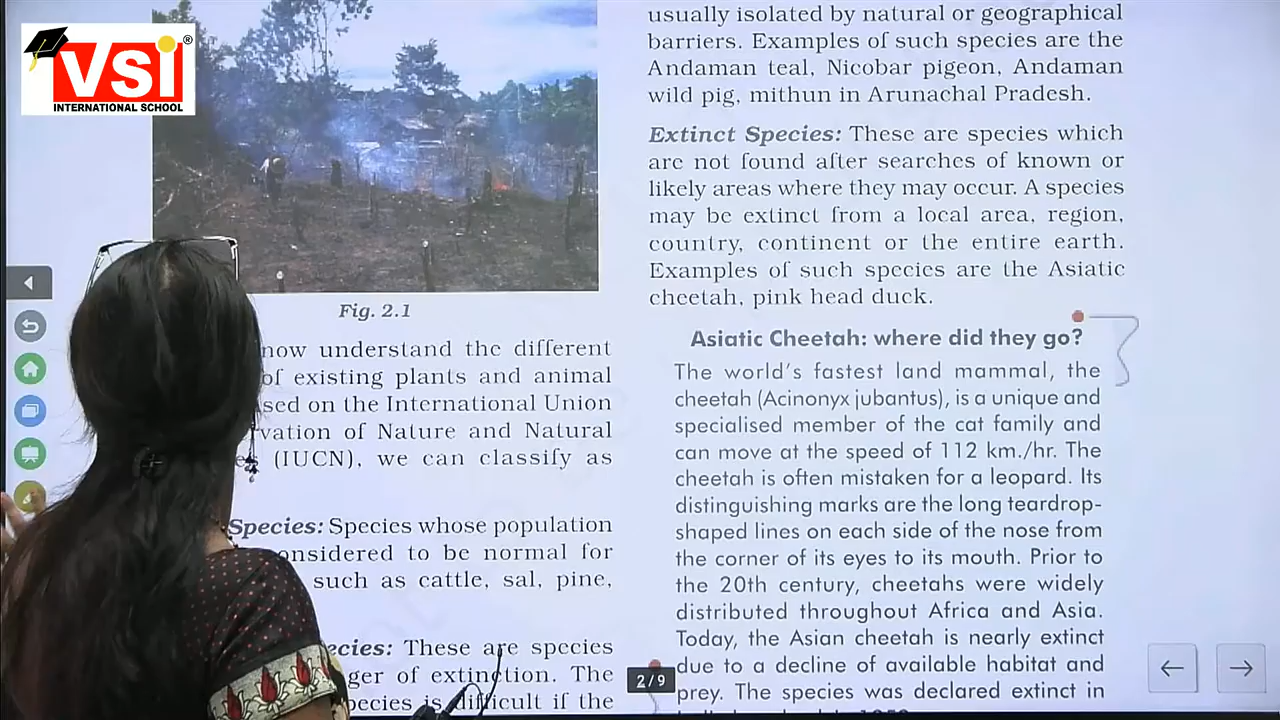 VSi®
INTERNATIONAL SCHOOL
Fig. 2.1
now understand the different
of existing plants and animal
sed on the International Union
vation of Nature and Natural
(IUCN), we can classify as
Species: Species whose population
onsidered to be normal for
such as cattle, sal, pine,
ecies: These are species
ger of extinction. The
pecies is difficult if the
usually isolated by natural or geographical
barriers. Examples of such species are the
Andaman teal, Nicobar pigeon, Andaman
wild pig, mithun in Arunachal Pradesh.
Extinct Species: These are species which
are not found after searches of known or
likely areas where they may occur. A species
may be extinct from a local area, region,
country, continent or the entire earth.
Examples of such species are the Asiatic
cheetah, pink head duck.
Asiatic Cheetah: where did they go?
The world's fastest land mammal, the
cheetah (Acinonyx jubantus), is a unique and
specialised member of the cat family and
can move at the speed of 112 km./hr. The
cheetah is often mistaken for a leopard. Its
distinguishing marks are the long teardrop-
shaped lines on each side of the nose from
the corner of its eyes to its mouth. Prior to
the 20th century, cheetahs were widely
distributed throughout Africa and Asia.
Today, the Asian cheetah is nearly extinct
due to a decline of available habitat and
prey. The species was declared extinct in
2/9